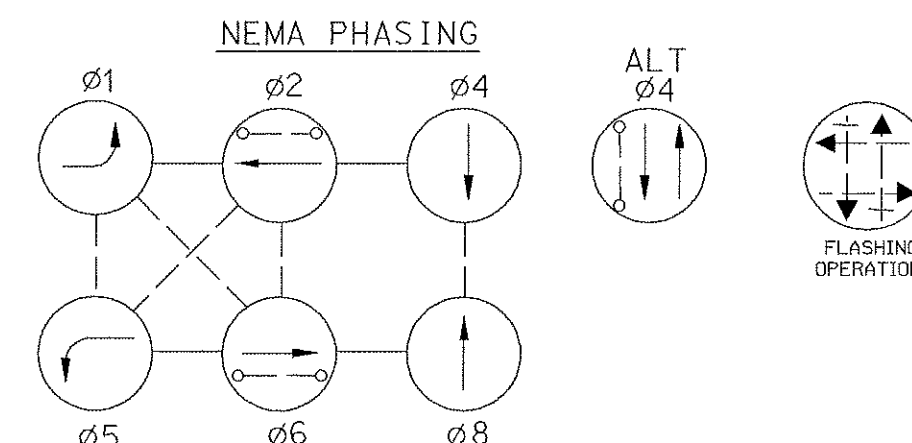 NEMA PHASING
ø1
ø2
ø4
ALT
ø4
FLASHING
OPERATION
ø5
ø6
ø8